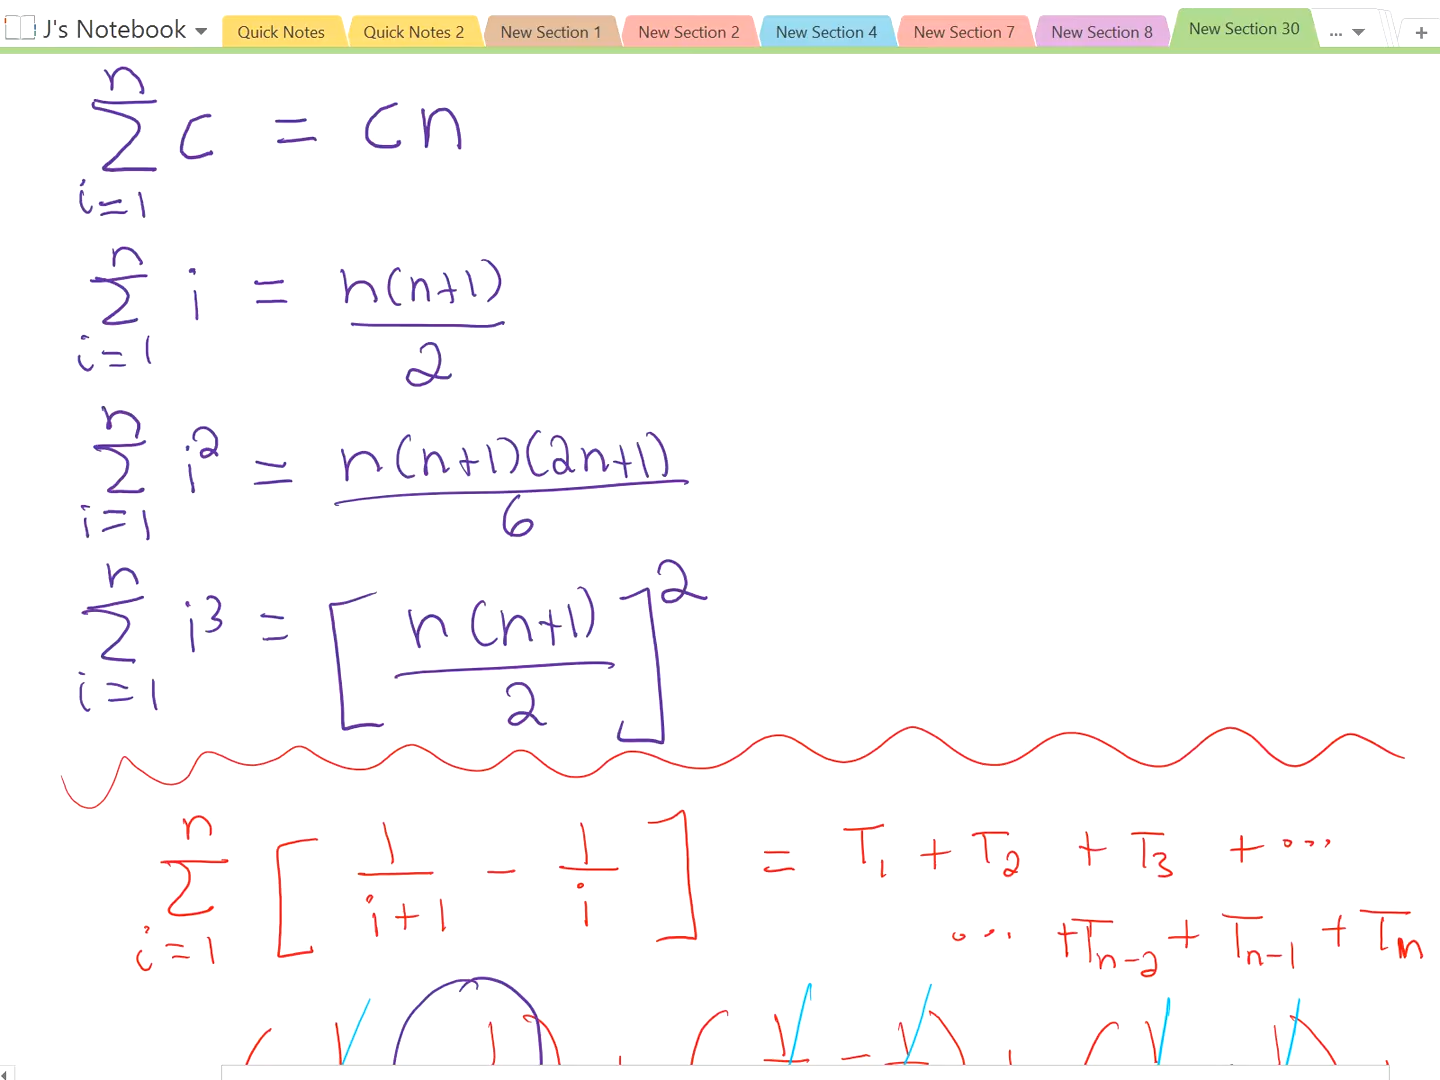 J's Notebook Quick Notes Quick Notes 2 New Section 1 New Section 2 New Section 4 New Section 7 New Section 8 New Section 30 ... +
n
∑ c = cn
i=1
n
∑ i = n(n+1)
i=1 2
n
∑ i² = n(n+1)(2n+1)
i=1 6
n
∑ i³ = [n(n+1)/2]²
i=1
n
∑ [1/(i+1) - 1/i] = T₁ + T₂ + T₃ + ...
i=1 ... +Tₙ₋₂ + Tₙ₋₁ + Tₙ